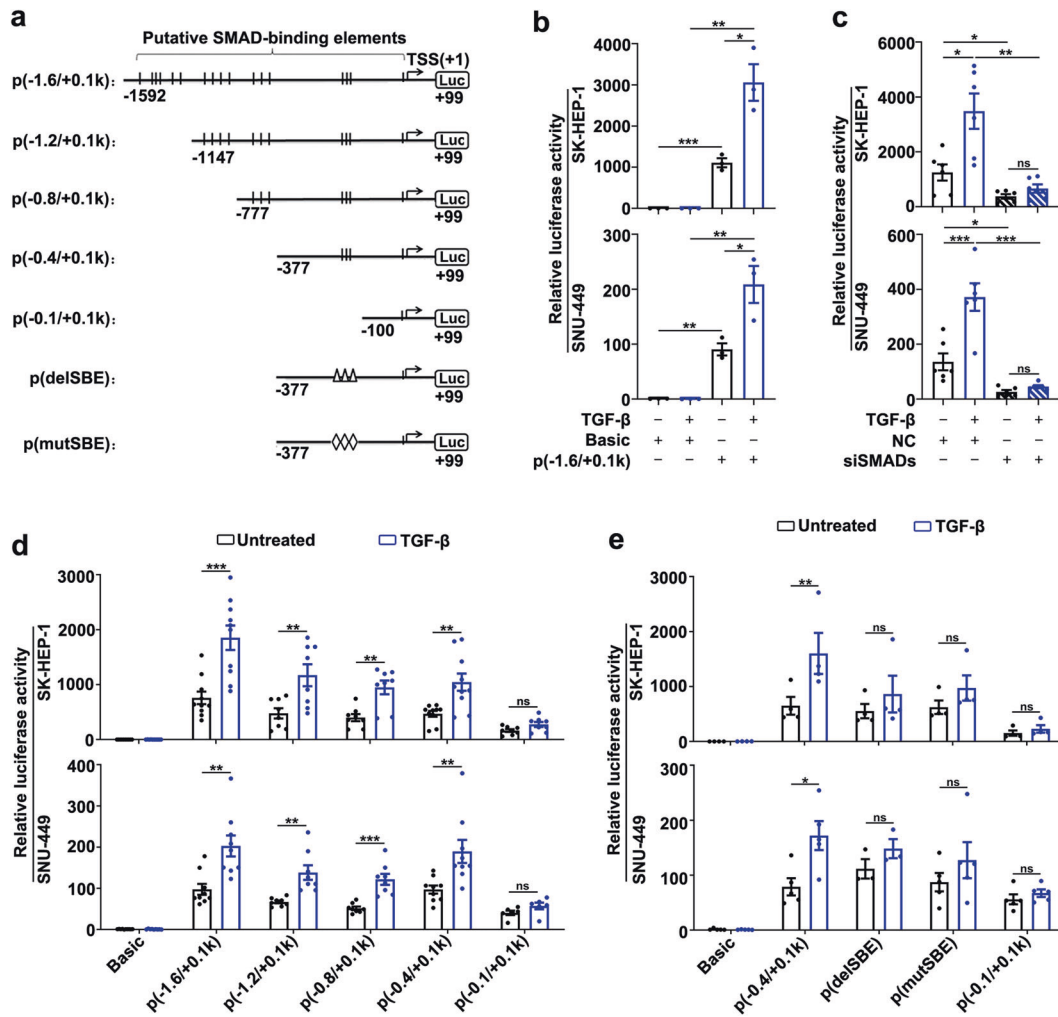 a
Putative SMAD-binding elements
TSS(+1)
p(-1.6/+0.1k):
-1592
Luc
+99
p(-1.2/+0.1k):
-1147
Luc
+99
p(-0.8/+0.1k):
-777
Luc
+99
p(-0.4/+0.1k):
-377
Luc
+99
p(-0.1/+0.1k):
-100
Luc
+99
p(delSBE):
-377
Luc
+99
p(mutSBE):
-377
Luc
+99
b
Relative luciferase activity
SK-HEP-1
SNU-449
4000
3000
2000
1000
0
**
*
***
300
200
100
0
**
*
**
TGF-β − + − +
Basic + + − −
p(-1.6/+0.1k) − − + +
c
Relative luciferase activity
SK-HEP-1
SNU-449
6000
4000
2000
0
*
*
**
ns
600
400
200
0
*
***
***
ns
TGF-β − + − +
NC + + − −
siSMADs − − + +
d
Untreated
TGF-β
Relative luciferase activity
SK-HEP-1
SNU-449
3000
2000
1000
0
***
**
**
**
ns
400
300
200
100
0
**
**
***
**
ns
Basic
p(-1.6/+0.1k)
p(-1.2/+0.1k)
p(-0.8/+0.1k)
p(-0.4/+0.1k)
p(-0.1/+0.1k)
e
Untreated
TGF-β
Relative luciferase activity
SK-HEP-1
SNU-449
3000
2000
1000
0
**
ns
ns
ns
300
200
100
0
*
ns
ns
ns
Basic
p(-0.4/+0.1k)
p(delSBE)
p(mutSBE)
p(-0.1/+0.1k)